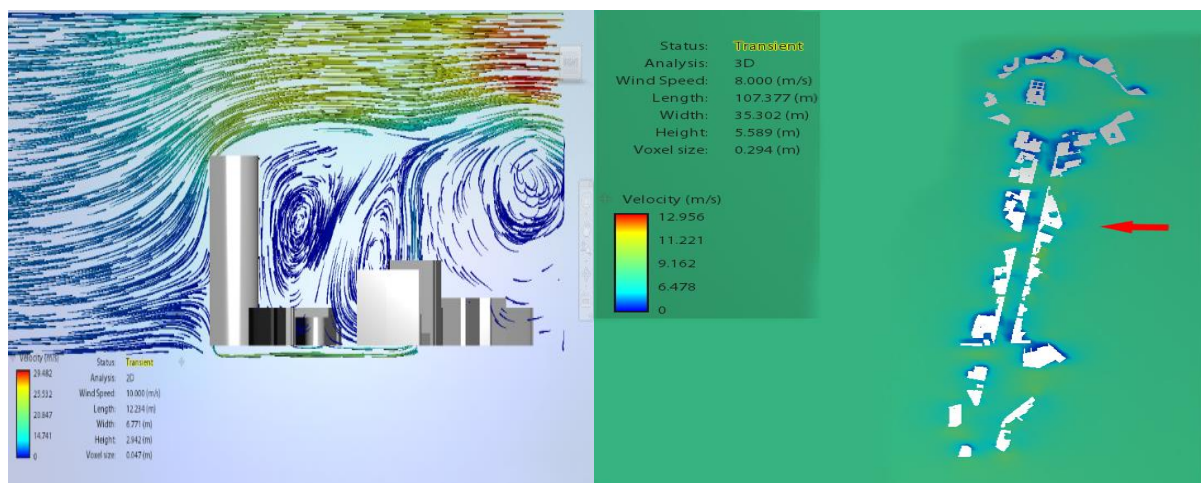 Velocity (m/s)
29.482
25.532
20.847
14.741
0
Status: Transient
Analysis: 2D
Wind Speed: 10.000 (m/s)
Length: 12.234 (m)
Width: 6.771 (m)
Height: 2.942 (m)
Voxel size: 0.047 (m)
Status: Transient
Analysis: 3D
Wind Speed: 8.000 (m/s)
Length: 107.377 (m)
Width: 35.302 (m)
Height: 5.589 (m)
Voxel size: 0.294 (m)
Velocity (m/s)
12.956
11.221
9.162
6.478
0